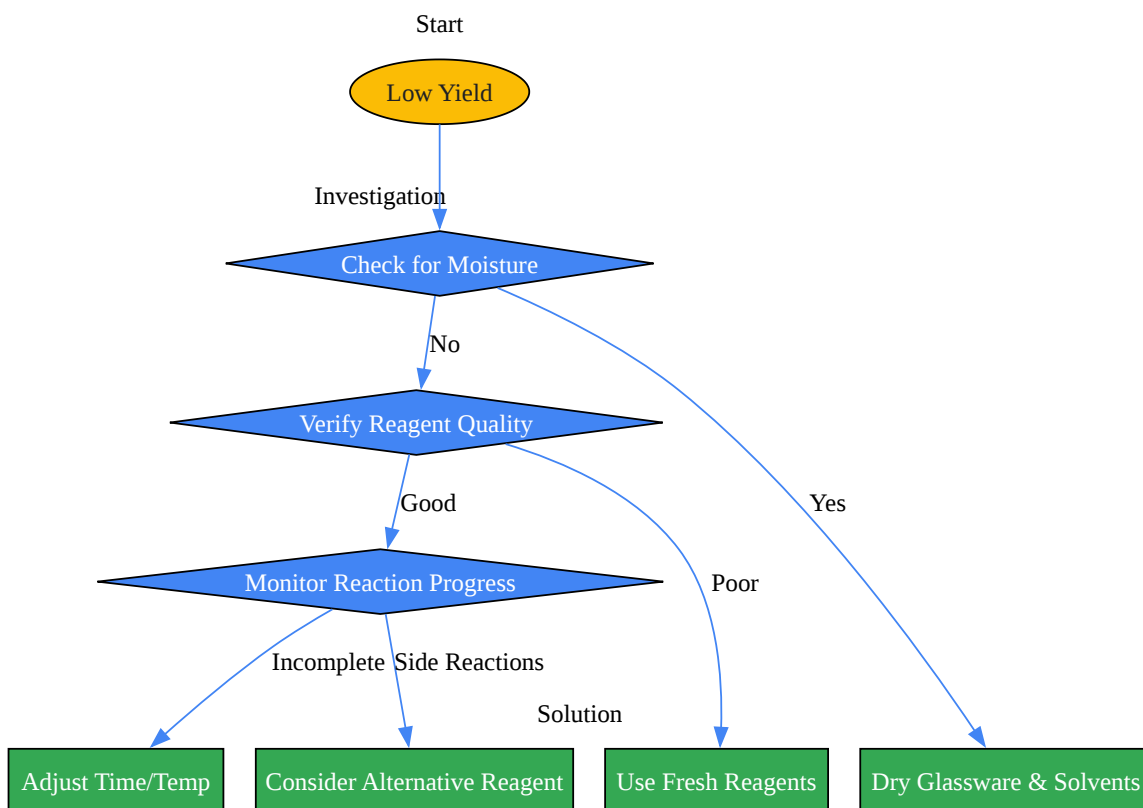 Start
Low Yield
Investigation
Check for Moisture
No
Verify Reagent Quality
Good
Yes
Monitor Reaction Progress
Poor
Incomplete
Side Reactions
Solution
Adjust Time/Temp
Consider Alternative Reagent
Use Fresh Reagents
Dry Glassware & Solvents